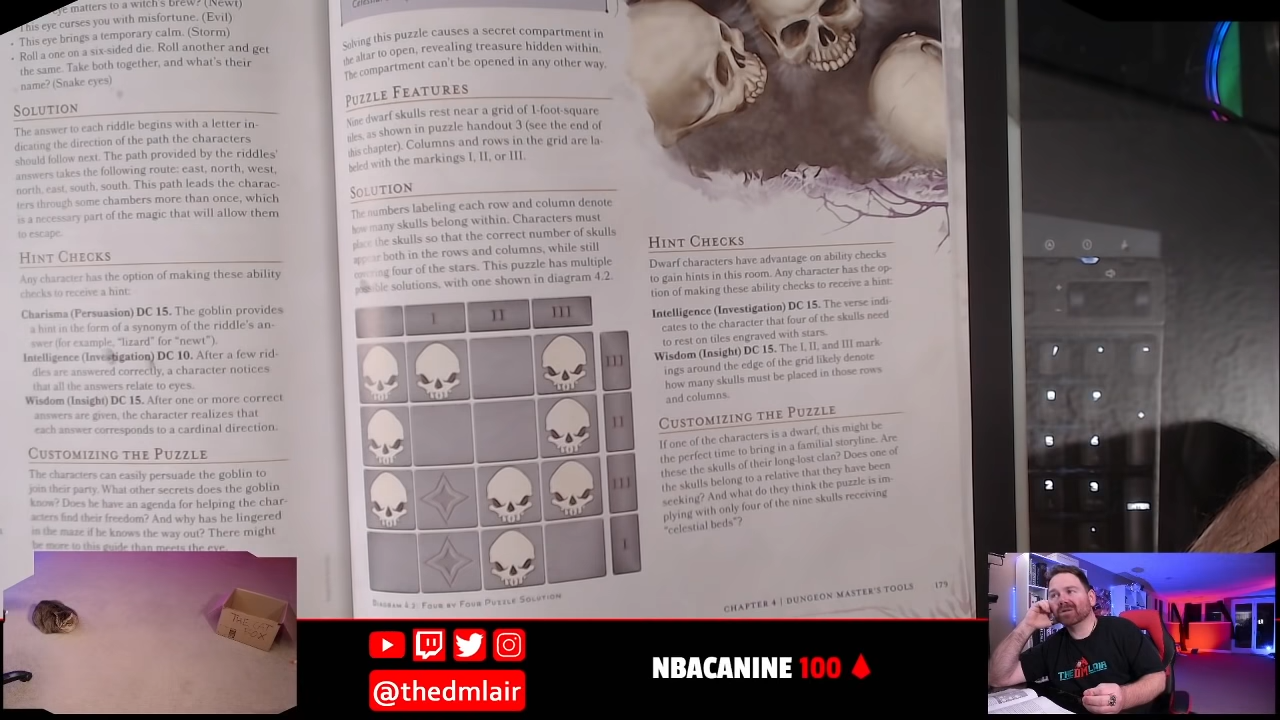 eye matters to a witch's brew? (Newt)
This eye curses you with misfortune. (Evil)
This eye brings a temporary calm. (Storm)
Roll a one on a six-sided die. Roll another and get
the same. Take both together, and what's their
name? (Snake eyes)
SOLUTION
The answer to each riddle begins with a letter in-
dicating the direction of the path the characters
should follow next. The path provided by the riddles'
answers takes the following route: east, north, west,
north, east, south, south. This path leads the charac-
ters through some chambers more than once, which
is a necessary part of the magic that will allow them
to escape.
HINT CHECKS
Any character has the option of making these ability
checks to receive a hint:
Charisma (Persuasion) DC 15. The goblin provides
a hint in the form of a synonym of the riddle's an-
swer (for example, "lizard" for "newt").
Intelligence (Investigation) DC 10. After a few rid-
dles are answered correctly, a character notices
that all the answers relate to eyes.
Wisdom (Insight) DC 15. After one or more correct
answers are given, the character realizes that
each answer corresponds to a cardinal direction.
CUSTOMIZING THE PUZZLE
The characters can easily persuade the goblin to
join their party. What other secrets does the goblin
know? Does he have an agenda for helping the char-
acters find their freedom? And why has he lingered
in the maze if he knows the way out? There might
be more to this guide than meets the eye.
Solving this puzzle causes a secret compartment in
the altar to open, revealing treasure hidden within.
The compartment can't be opened in any other way.
PUZZLE FEATURES
Nine dwarf skulls rest near a grid of 1-foot-square
tiles, as shown in puzzle handout 3 (see the end of
this chapter). Columns and rows in the grid are la-
beled with the markings I, II, or III.
SOLUTION
The numbers labeling each row and column denote
how many skulls belong within. Characters must
place the skulls so that the correct number of skulls
appear both in the rows and columns, while still
covering four of the stars. This puzzle has multiple
possible solutions, with one shown in diagram 4.2.
I II III
III
II
III
I
DIAGRAM 4.2: FOUR BY FOUR PUZZLE SOLUTION
HINT CHECKS
Dwarf characters have advantage on ability checks
to gain hints in this room. Any character has the op-
tion of making these ability checks to receive a hint:
Intelligence (Investigation) DC 15. The verse indi-
cates to the character that four of the skulls need
to rest on tiles engraved with stars.
Wisdom (Insight) DC 15. The I, II, and III mark-
ings around the edge of the grid likely denote
how many skulls must be placed in those rows
and columns.
CUSTOMIZING THE PUZZLE
If one of the characters is a dwarf, this might be
the perfect time to bring in a familial storyline. Are
these the skulls of their long-lost clan? Does one of
the skulls belong to a relative that they have been
seeking? And what do they think the puzzle is im-
plying with only four of the nine skulls receiving
"celestial beds"?
CHAPTER 4 | DUNGEON MASTER'S TOOLS 179
THE CAT
BOX
@thedmlair
NBACANINE 100
THEDMLAIR